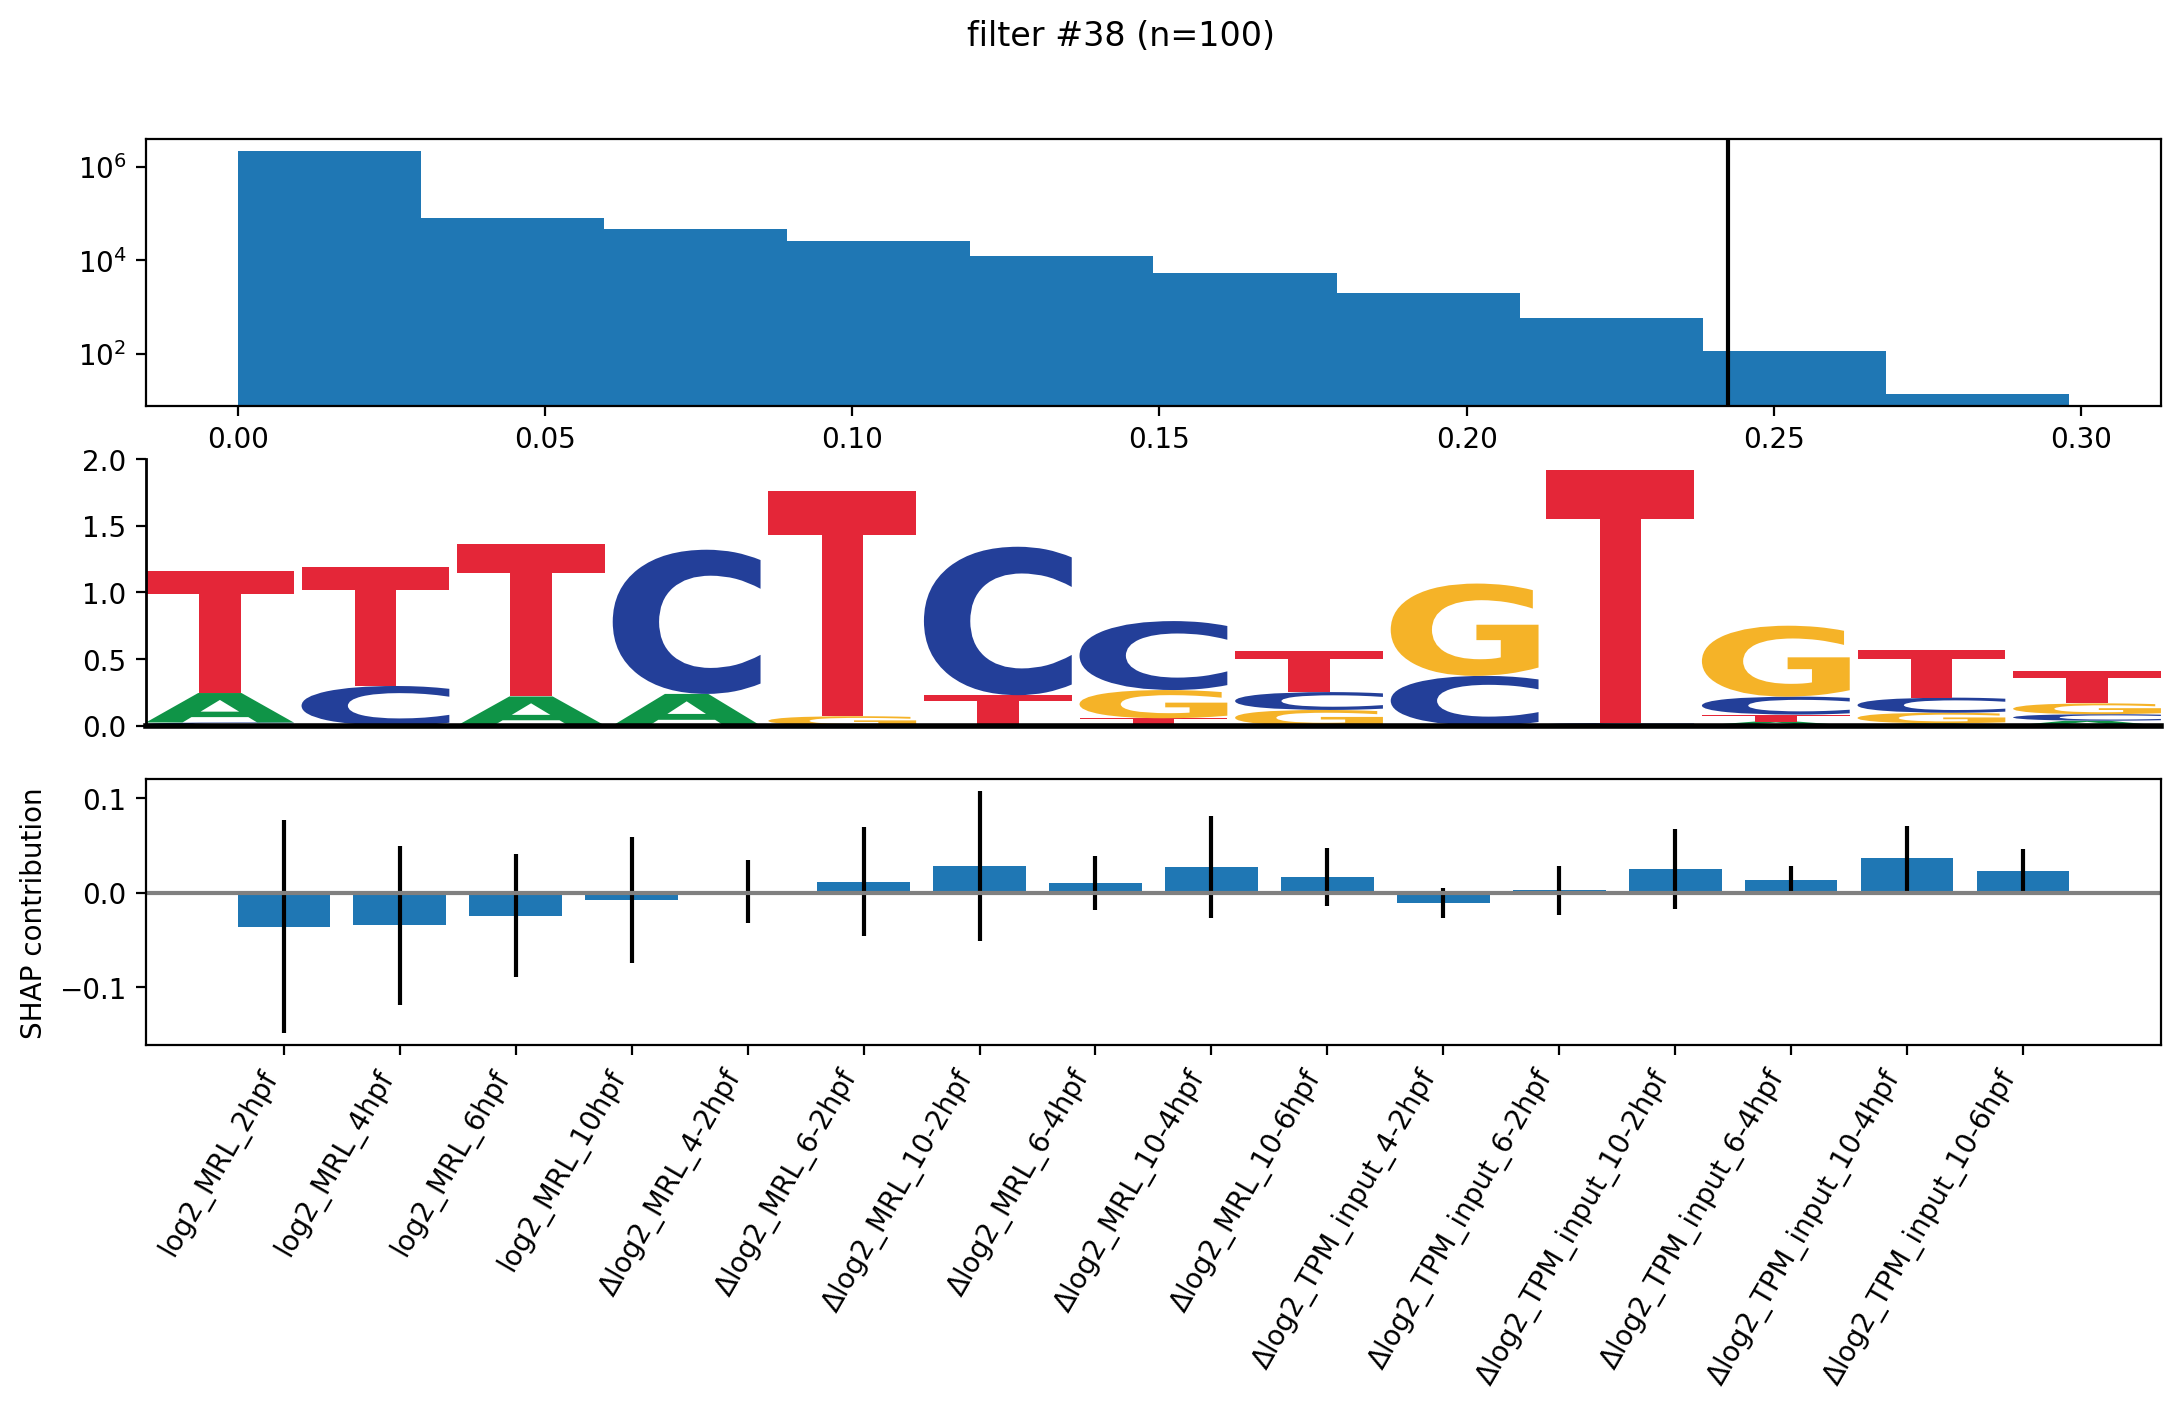 filter #38 (n=100)
10^6
10^4
10^2
0.00 0.05 0.10 0.15 0.20 0.25 0.30
2.0
1.5
1.0
0.5
0.0
T T T C T C C T G T G T T
A C A A G T G C C C C G
T G T G C
A A
SHAP contribution
0.1
0.0
−0.1
log2_MRL_2hpf
log2_MRL_4hpf
log2_MRL_6hpf
log2_MRL_10hpf
Δlog2_MRL_4-2hpf
Δlog2_MRL_6-2hpf
Δlog2_MRL_10-2hpf
Δlog2_MRL_6-4hpf
Δlog2_MRL_10-4hpf
Δlog2_MRL_10-6hpf
Δlog2_TPM_input_4-2hpf
Δlog2_TPM_input_6-2hpf
Δlog2_TPM_input_10-2hpf
Δlog2_TPM_input_6-4hpf
Δlog2_TPM_input_10-4hpf
Δlog2_TPM_input_10-6hpf